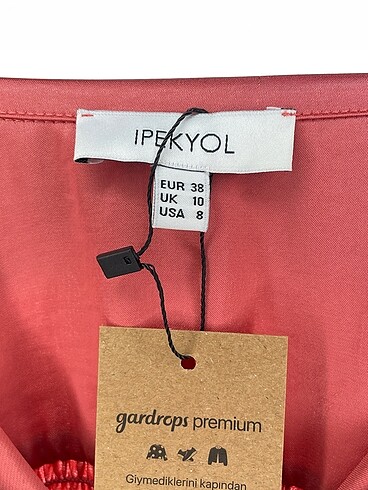 IPEKYOL
EUR 38
UK 10
USA 8
gardrops premium
Giymediklerini kapından